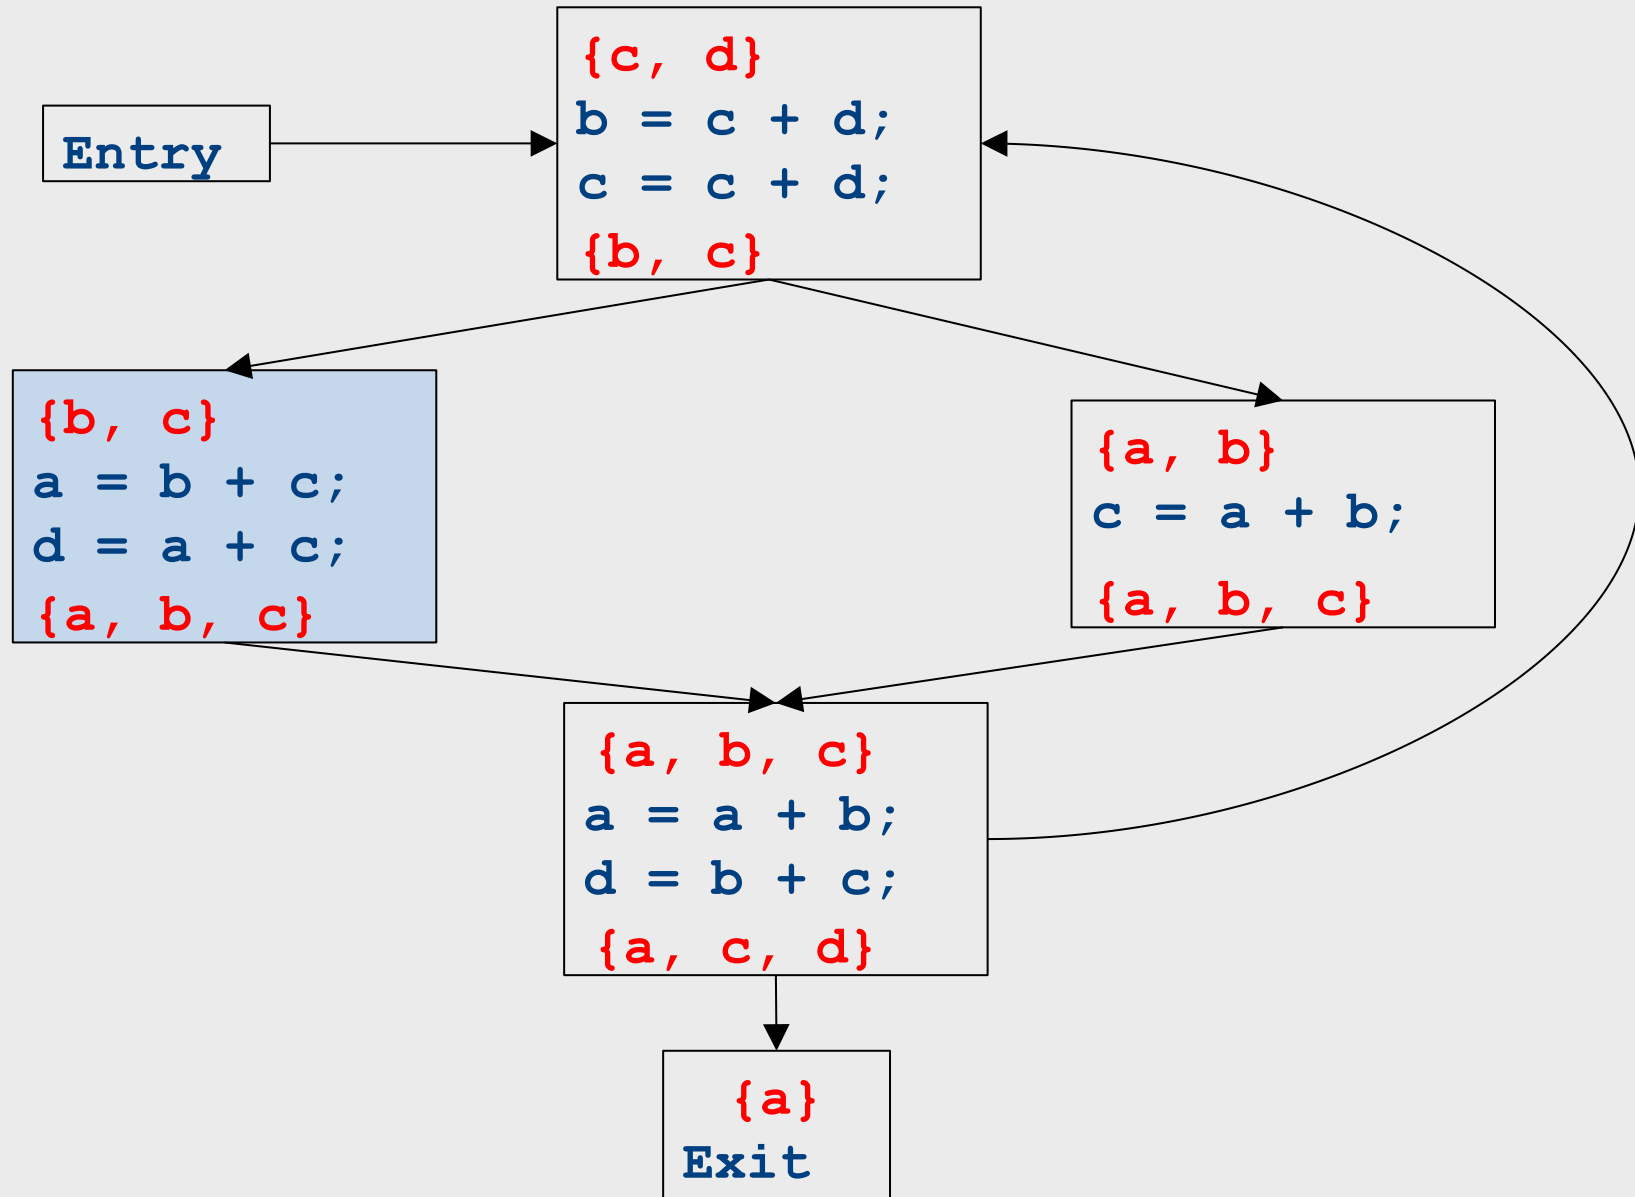 {c, d}
b = c + d;
c = c + d;
{b, c}
Entry
{b, c}
a = b + c;
d = a + c;
{a, b, c}
{a, b}
c = a + b;
{a, b, c}
{a, b, c}
a = a + b;
d = b + c;
{a, c, d}
{a}
Exit